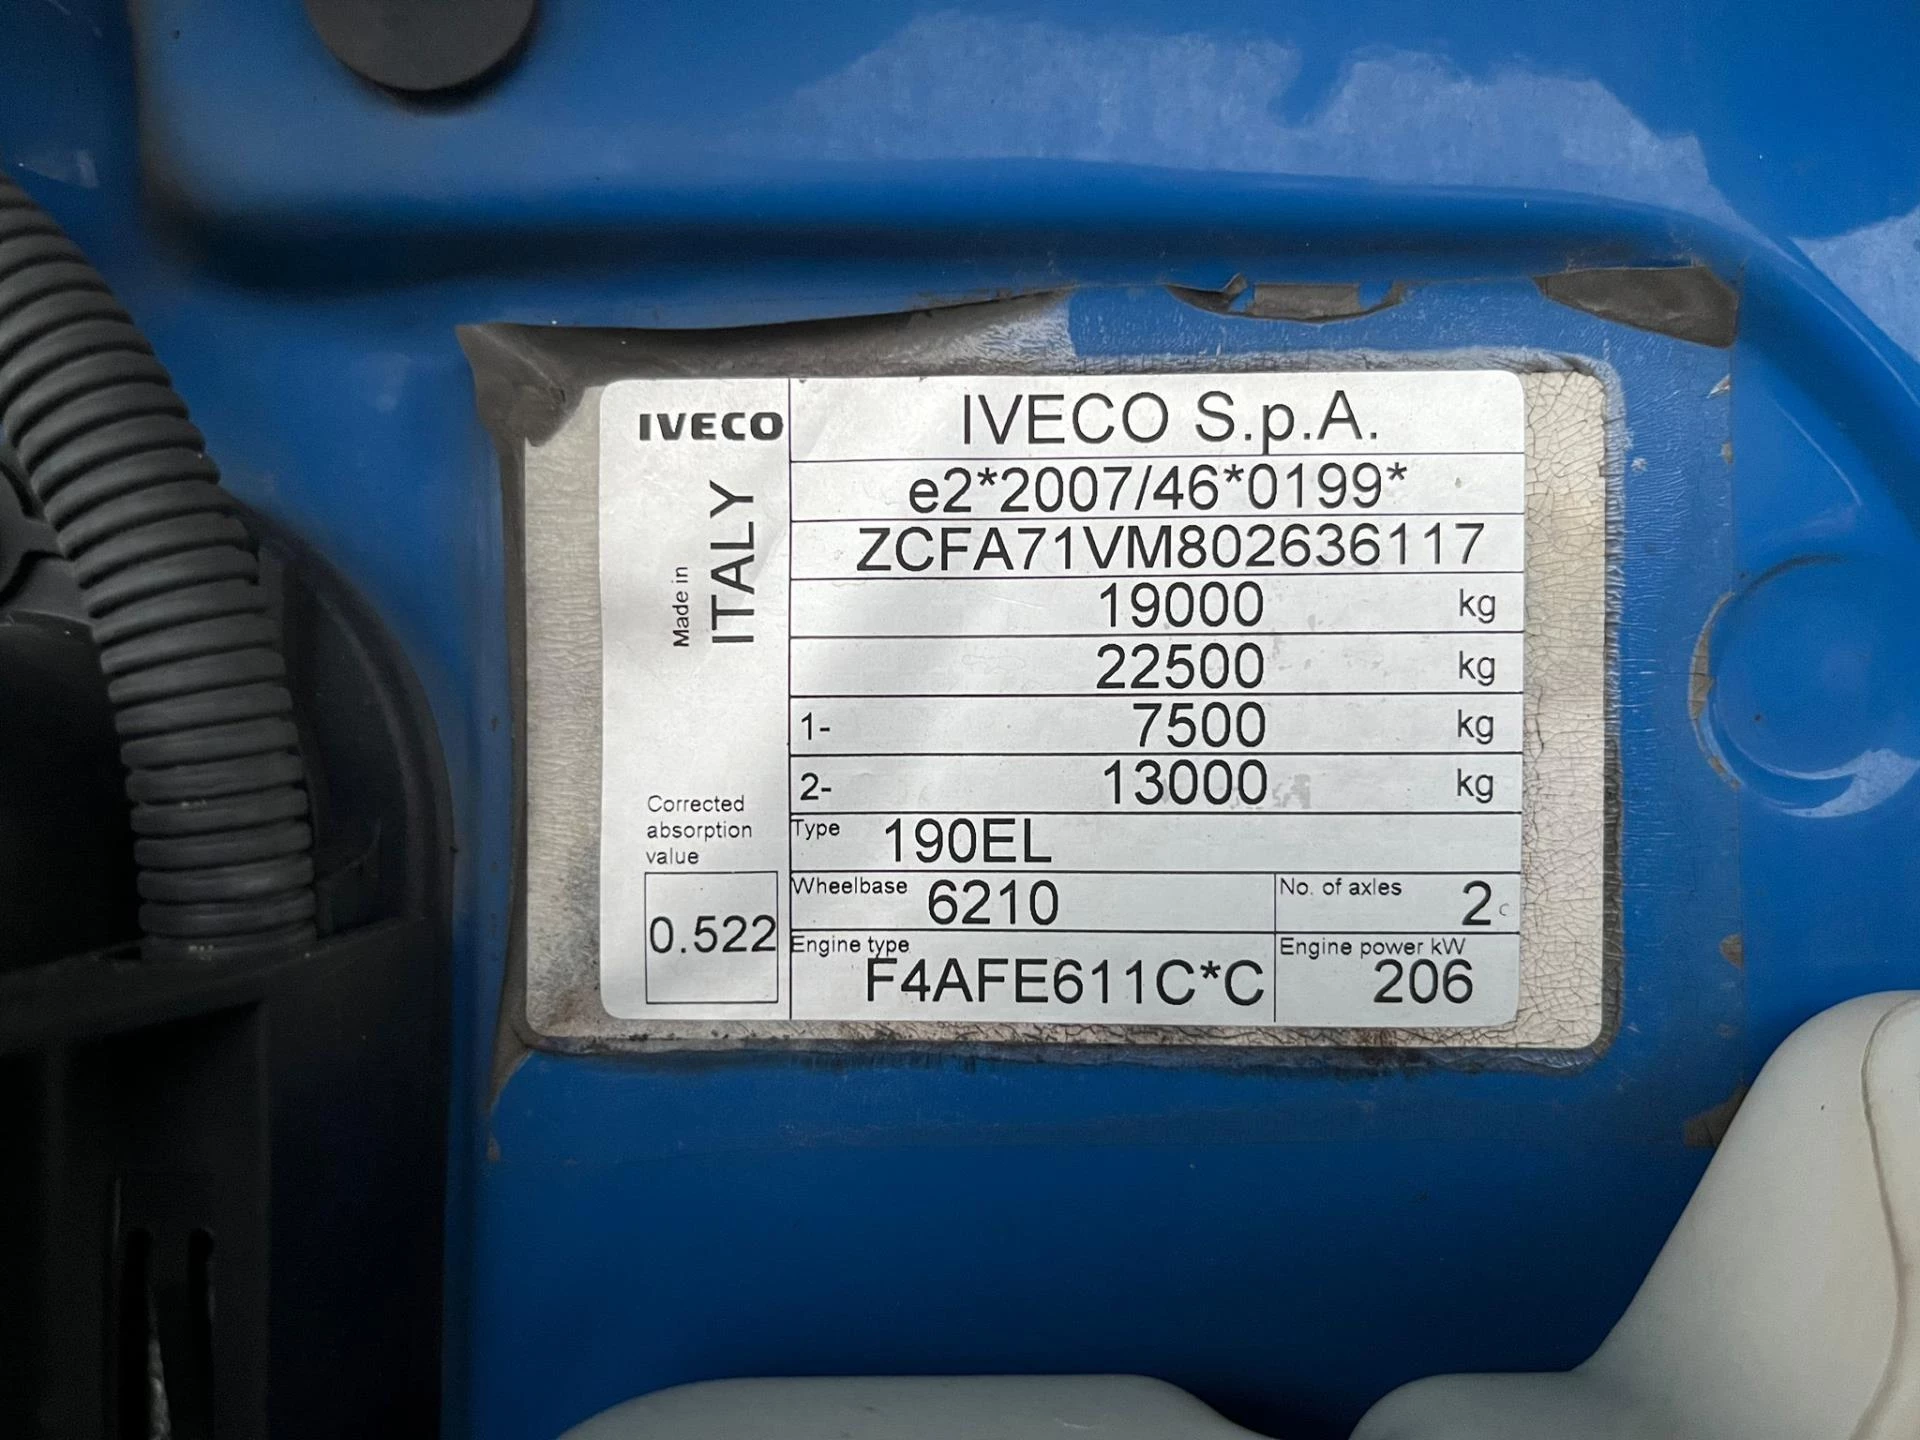 IVECO
Made in
ITALY
Corrected
absorption
value
0.522
IVECO S.p.A.
e2*2007/46*0199*
ZCFA71VM802636117
19000 kg
22500 kg
1- 7500 kg
2- 13000 kg
Type 190EL
Wheelbase 6210 No. of axles 2 c
Engine type F4AFE611C*C Engine power kW 206